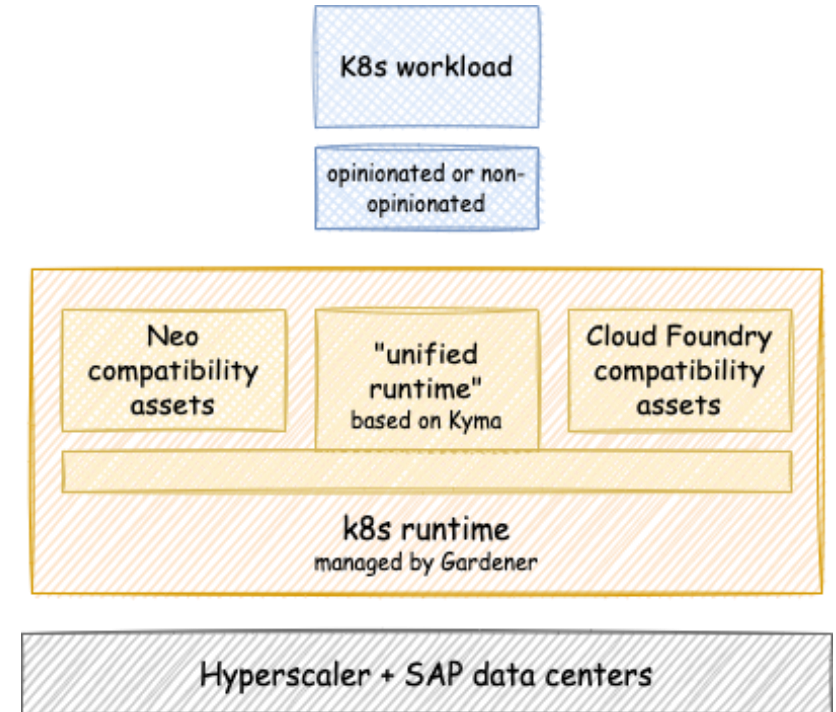 K8s workload
opinionated or non-
opinionated
Neo
compatibility
assets
"unified
runtime"
based on Kyma
Cloud Foundry
compatibility
assets
k8s runtime
managed by Gardener
Hyperscaler + SAP data centers